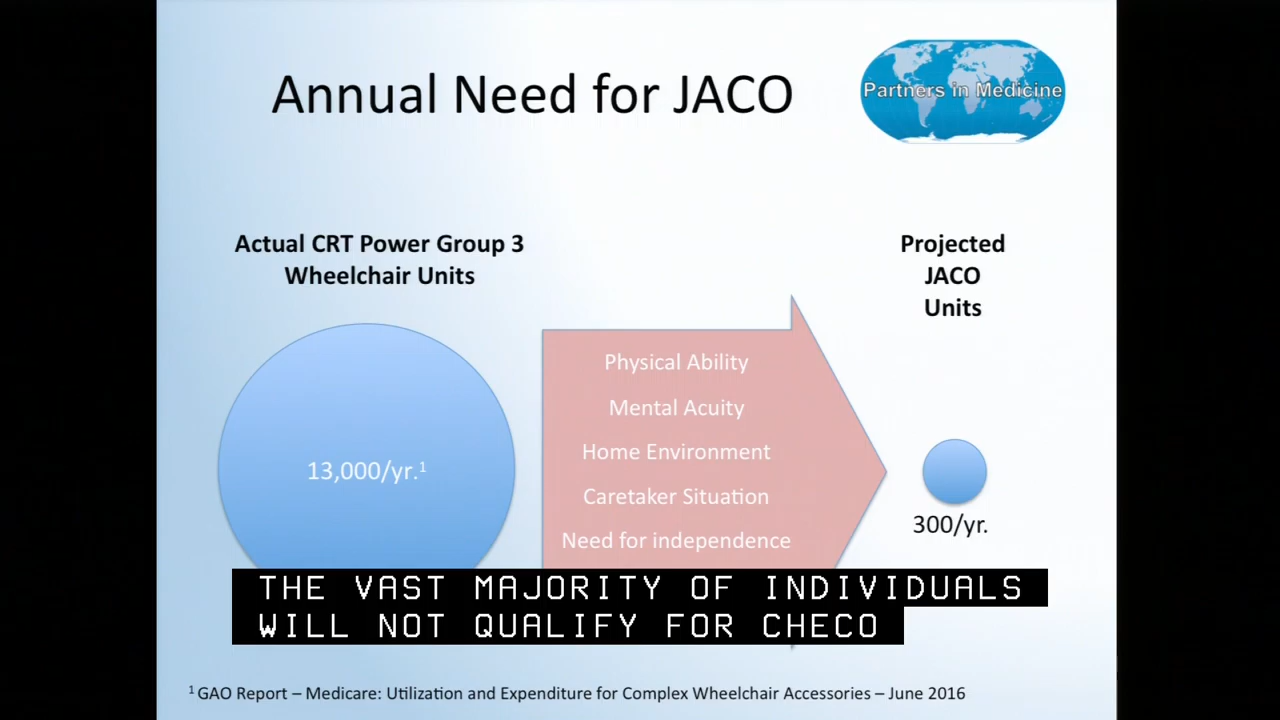 Annual Need for JACO
Partners in Medicine
Actual CRT Power Group 3
Wheelchair Units
Projected
JACO
Units
13,000/yr.¹
Physical Ability
Mental Acuity
Home Environment
Caretaker Situation
Need for independence
300/yr.
THE VAST MAJORITY OF INDIVIDUALS
WILL NOT QUALIFY FOR CHECO
¹ GAO Report – Medicare: Utilization and Expenditure for Complex Wheelchair Accessories – June 2016